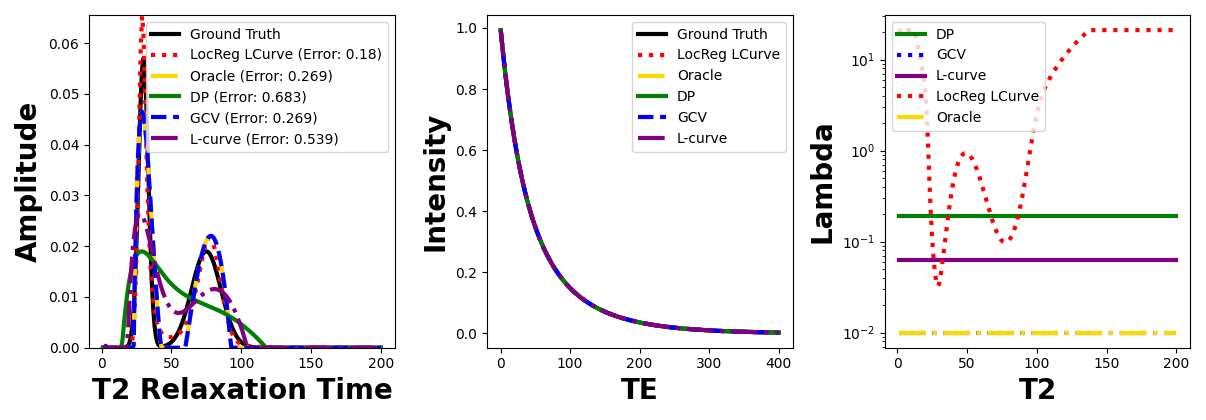 Amplitude
0.06
0.05
0.04
0.03
0.02
0.01
0.00
Ground Truth
LocReg LCurve (Error: 0.18)
Oracle (Error: 0.269)
DP (Error: 0.683)
GCV (Error: 0.269)
L-curve (Error: 0.539)
0 50 100 150 200
T2 Relaxation Time
Intensity
1.0
0.8
0.6
0.4
0.2
0.0
Ground Truth
LocReg LCurve
Oracle
DP
GCV
L-curve
0 100 200 300 400
TE
Lambda
10¹
10⁰
10⁻¹
10⁻²
DP
GCV
L-curve
LocReg LCurve
Oracle
0 50 100 150 200
T2